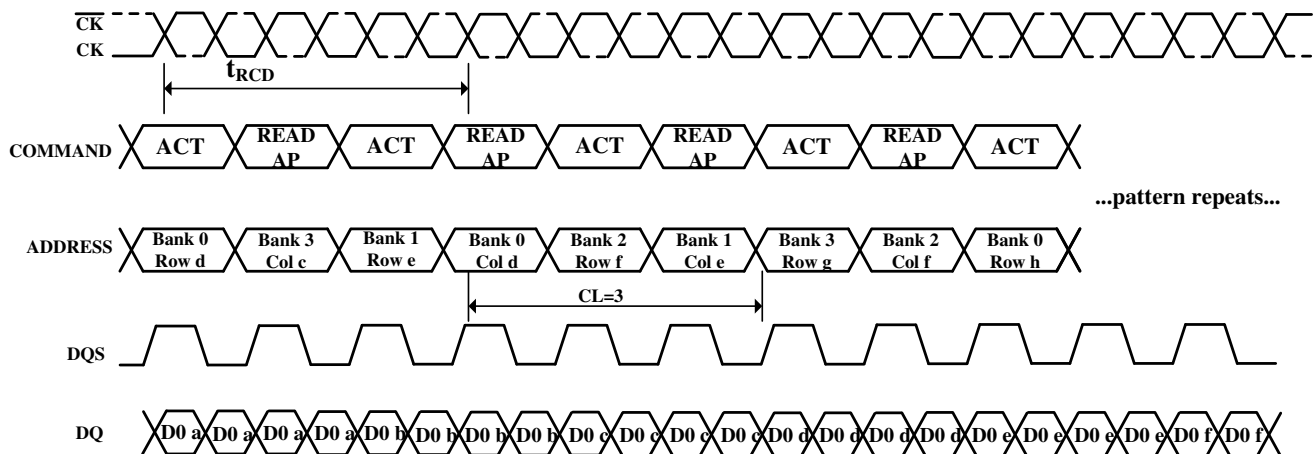 CK
CK
tRCD
COMMAND ACT READ AP ACT READ AP ACT READ AP ACT READ AP ACT
...pattern repeats...
ADDRESS Bank 0 Row d Bank 3 Col c Bank 1 Row e Bank 0 Col d Bank 2 Row f Bank 1 Col e Bank 3 Row g Bank 2 Col f Bank 0 Row h
CL=3
DQS
DQ D0 a D0 a D0 a D0 a D0 b D0 b D0 b D0 b D0 c D0 c D0 c D0 c D0 d D0 d D0 d D0 d D0 e D0 e D0 e D0 e D0 f D0 f